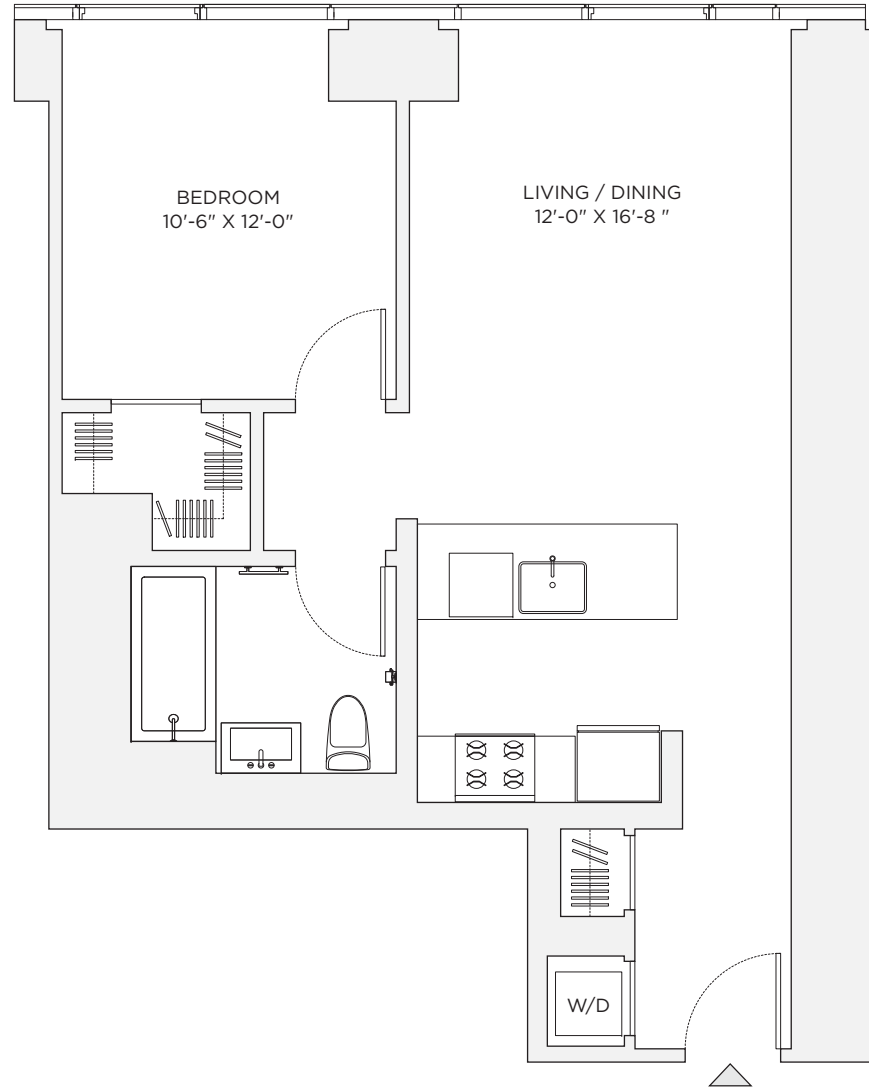 BEDROOM
10'-6" X 12'-0"
LIVING / DINING
12'-0" X 16'-8 "
W/D